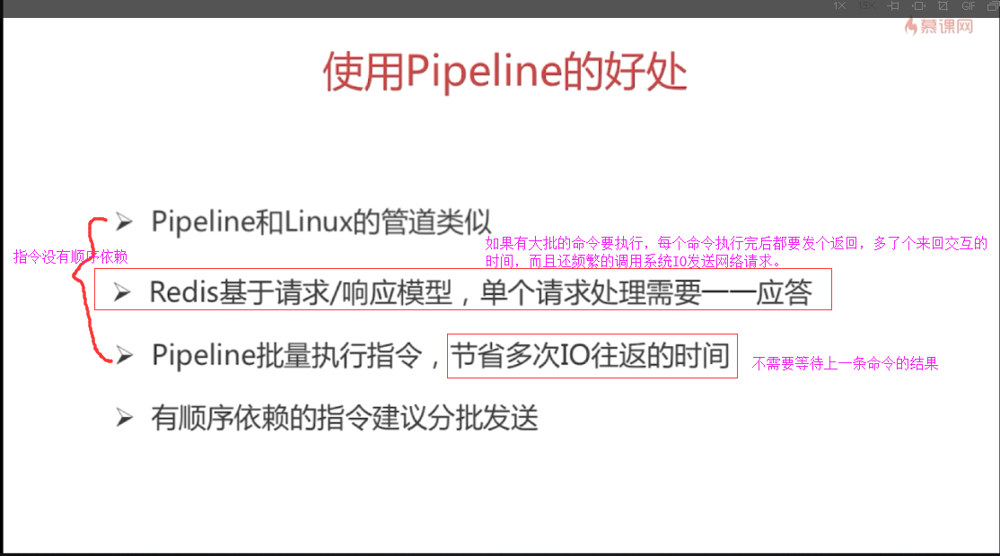 1X 1.5X GIF
慕课网
使用Pipeline的好处
Pipeline和Linux的管道类似
如果有大批的命令要执行，每个命令执行完后都要发个返回，多了个来回交互的
时间，而且还频繁的调用系统IO发送网络请求。
指令没有顺序依赖
Redis基于请求/响应模型，单个请求处理需要一一应答
Pipeline批量执行指令，节省多次IO往返的时间
不需要等待上一条命令的结果
有顺序依赖的指令建议分批发送